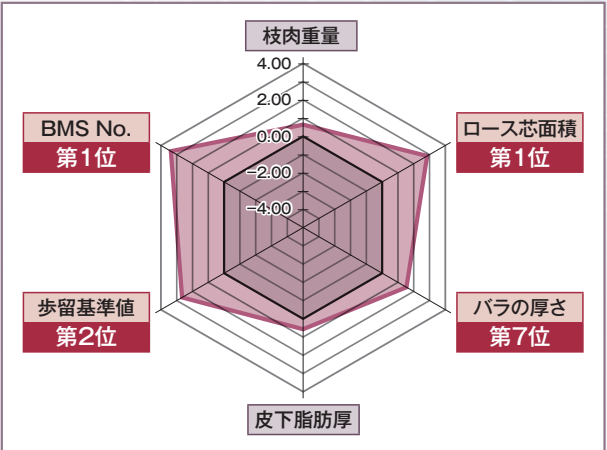 枝肉重量
4.00
2.00
0.00
−2.00
−4.00
BMS No.
第1位
ロース芯面積
第1位
歩留基準値
第2位
バラの厚さ
第7位
皮下脂肪厚